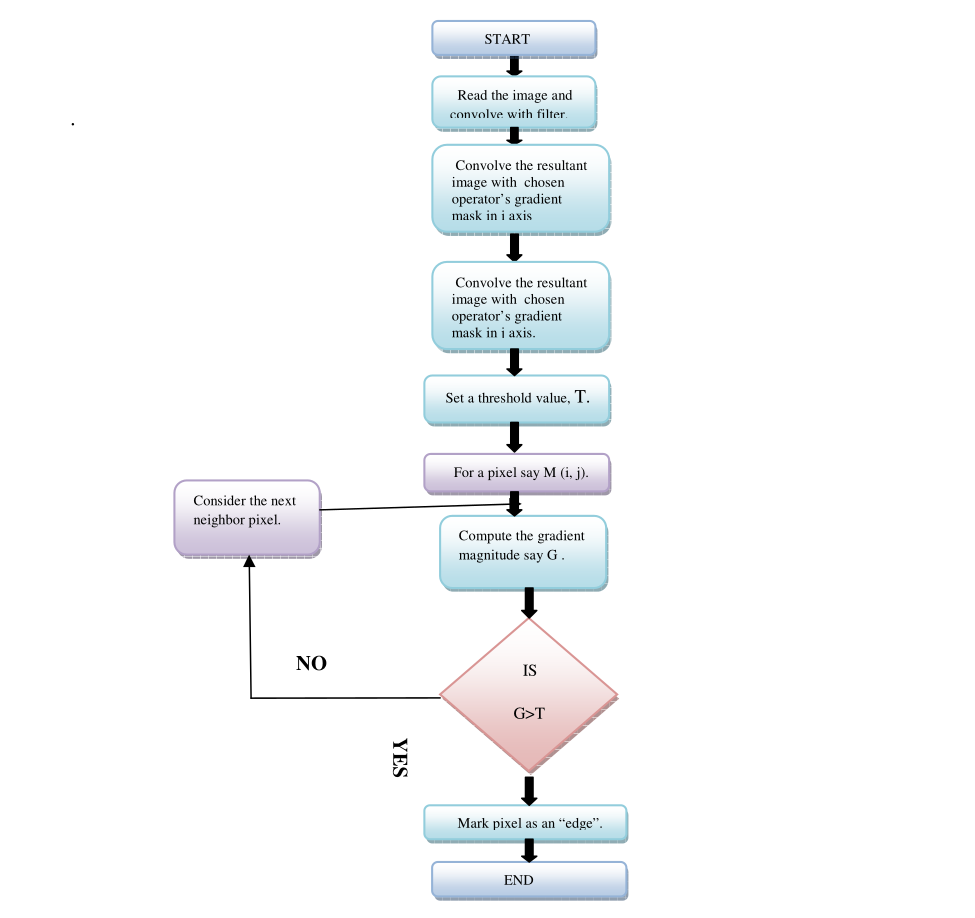 START
Read the image and
convolve with filter.
Convolve the resultant
image with chosen
operator's gradient
mask in i axis
Convolve the resultant
image with chosen
operator's gradient
mask in i axis.
Set a threshold value, T.
For a pixel say M (i, j).
Consider the next
neighbor pixel.
Compute the gradient
magnitude say G .
NO
IS
G>T
YES
Mark pixel as an “edge”.
END